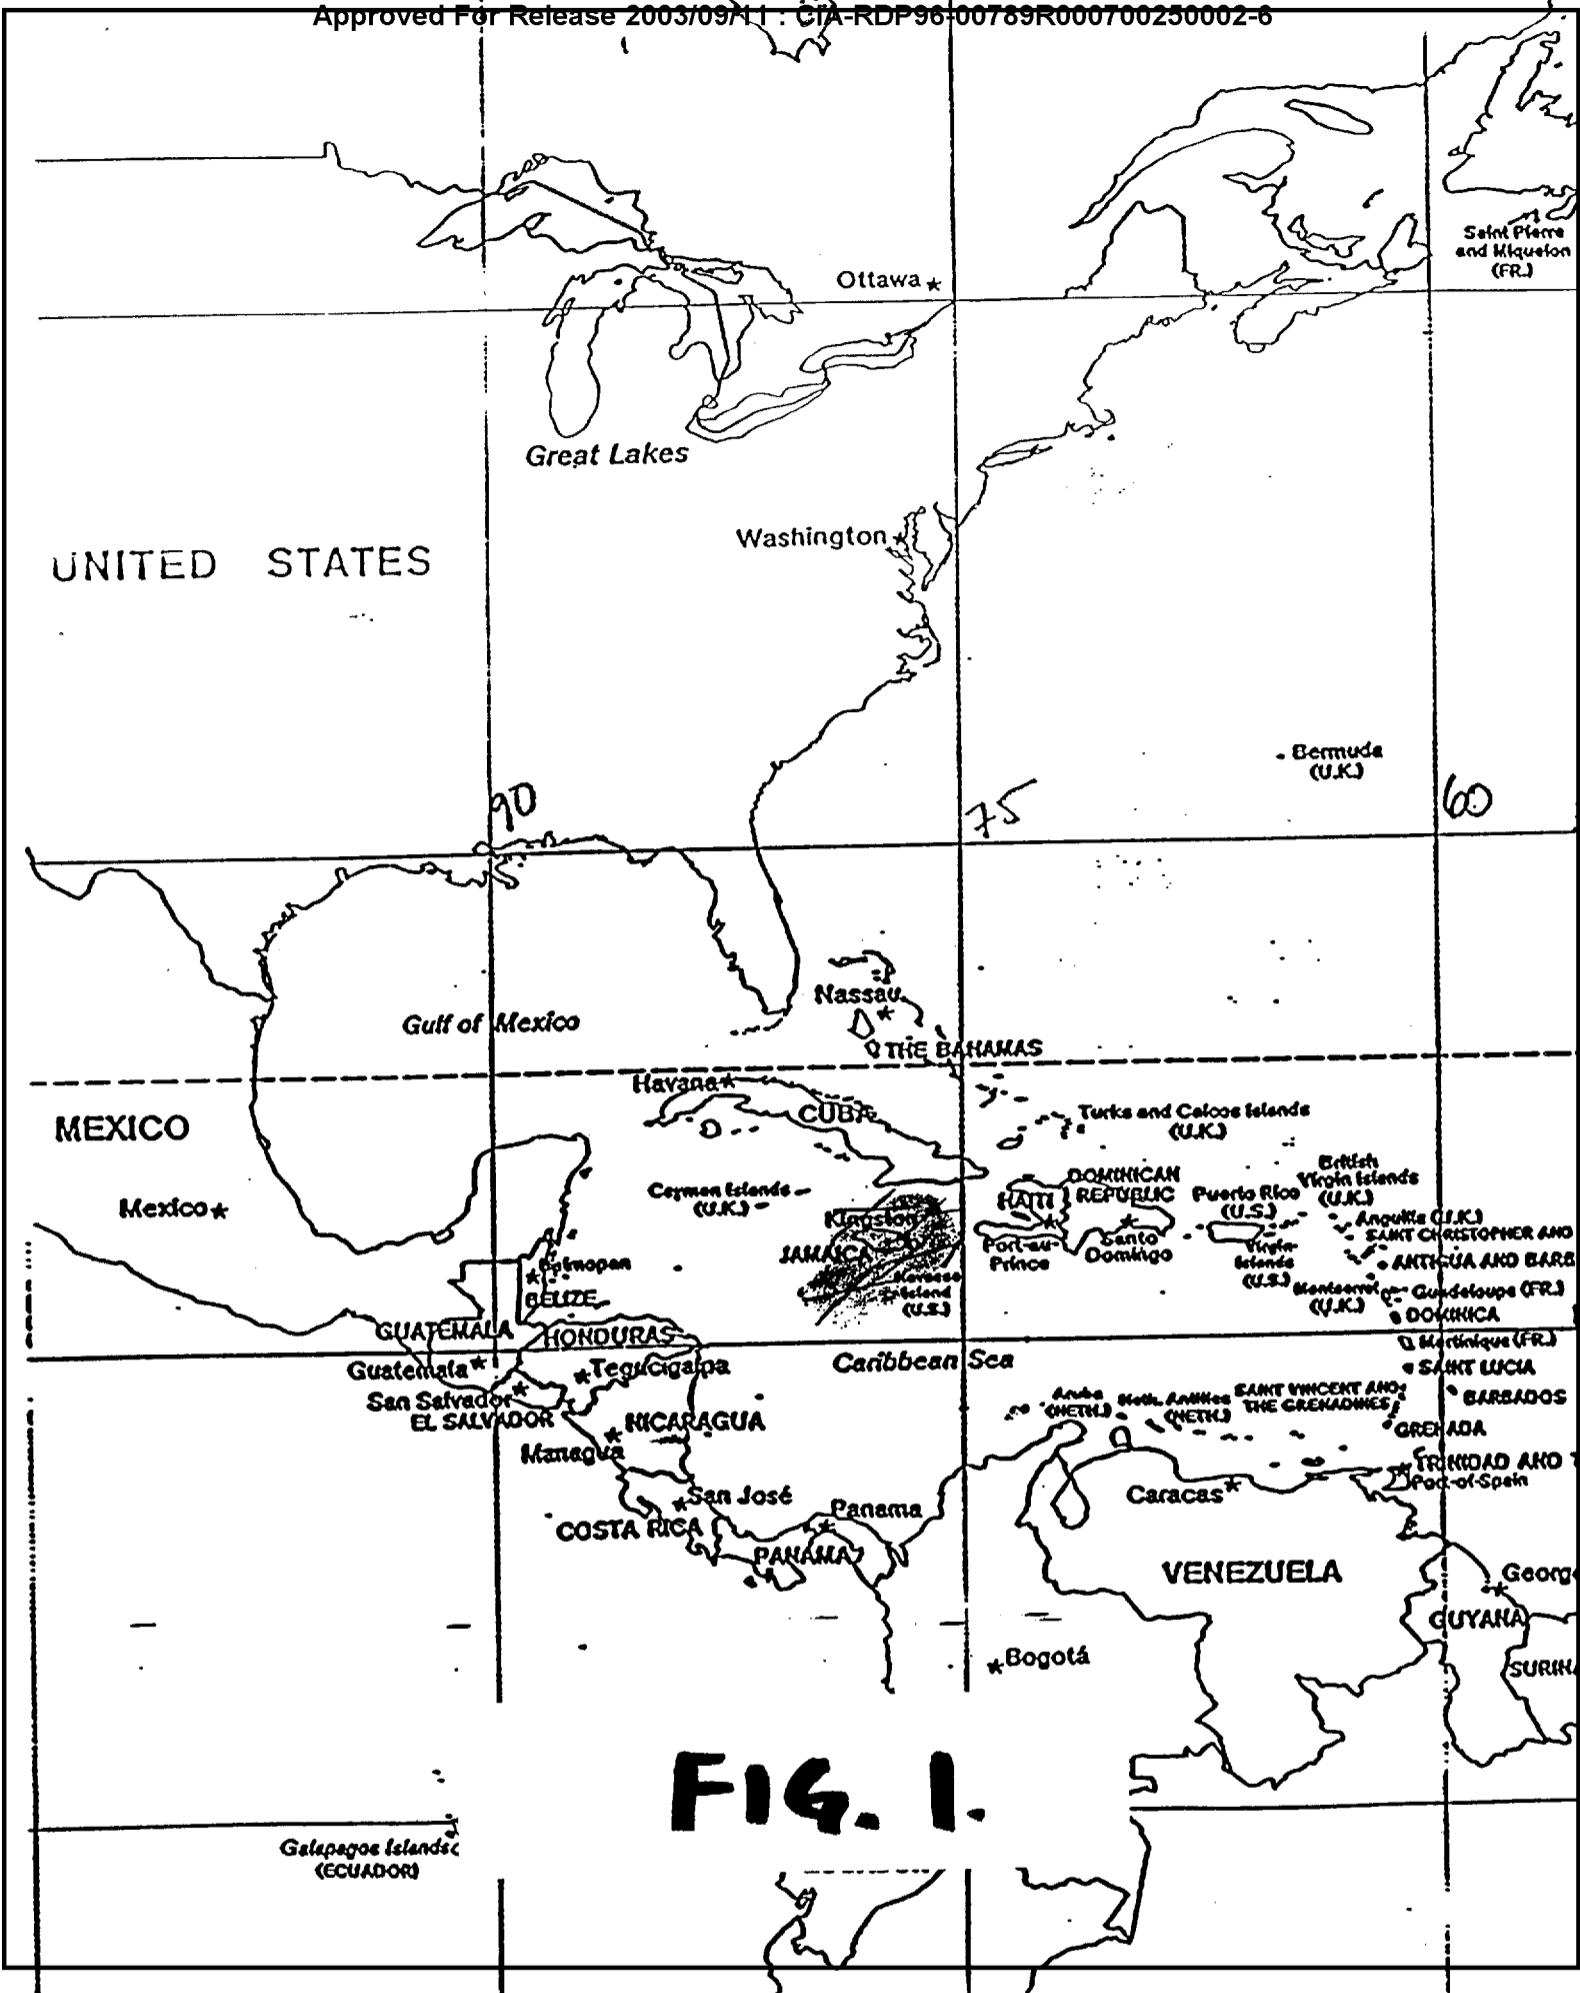 Approved For Release 2003/09/11 : CIA-RDP96-00789R000700250002-6
Saint Pierre
and Miquelon
(FR.)
Ottawa
Great Lakes
Washington
UNITED STATES
Bermuda
(U.K.)
90
75
60
Nassau
Gulf of Mexico
THE BAHAMAS
Havana
CUBA
MEXICO
Turks and Caicos Islands
(U.K.)
Mexico
Cayman Islands
(U.K.)
HAITI
DOMINICAN
REPUBLIC
Puerto Rico
(U.S.)
British
Virgin Islands
(U.K.)
Kingston
JAMAICA
Port-au-
Prince
Santo
Domingo
Anguilla (U.K.)
SAINT CHRISTOPHER AND
Virgin
Islands
(U.S.)
ANTIGUA AND BARB
Navassa
Island
(U.S.)
Montserrat
(U.K.)
Guadeloupe (FR.)
DOMINICA
Belmopan
BELIZE
GUATEMALA
HONDURAS
Martinique (FR.)
Guatemala
Tegucigalpa
Caribbean Sea
SAINT LUCIA
San Salvador
EL SALVADOR
Aruba
(NETH.)
Neth. Antilles
(NETH.)
SAINT VINCENT AND
THE GRENADINES
BARBADOS
NICARAGUA
GRENADA
Managua
TRINIDAD AND T
Port-of-Spain
San José
Panama
Caracas
COSTA RICA
PANAMA
VENEZUELA
Georg
GUYANA
Bogotá
SURINA
FIG. 1.
Galapagos Islands
(ECUADOR)